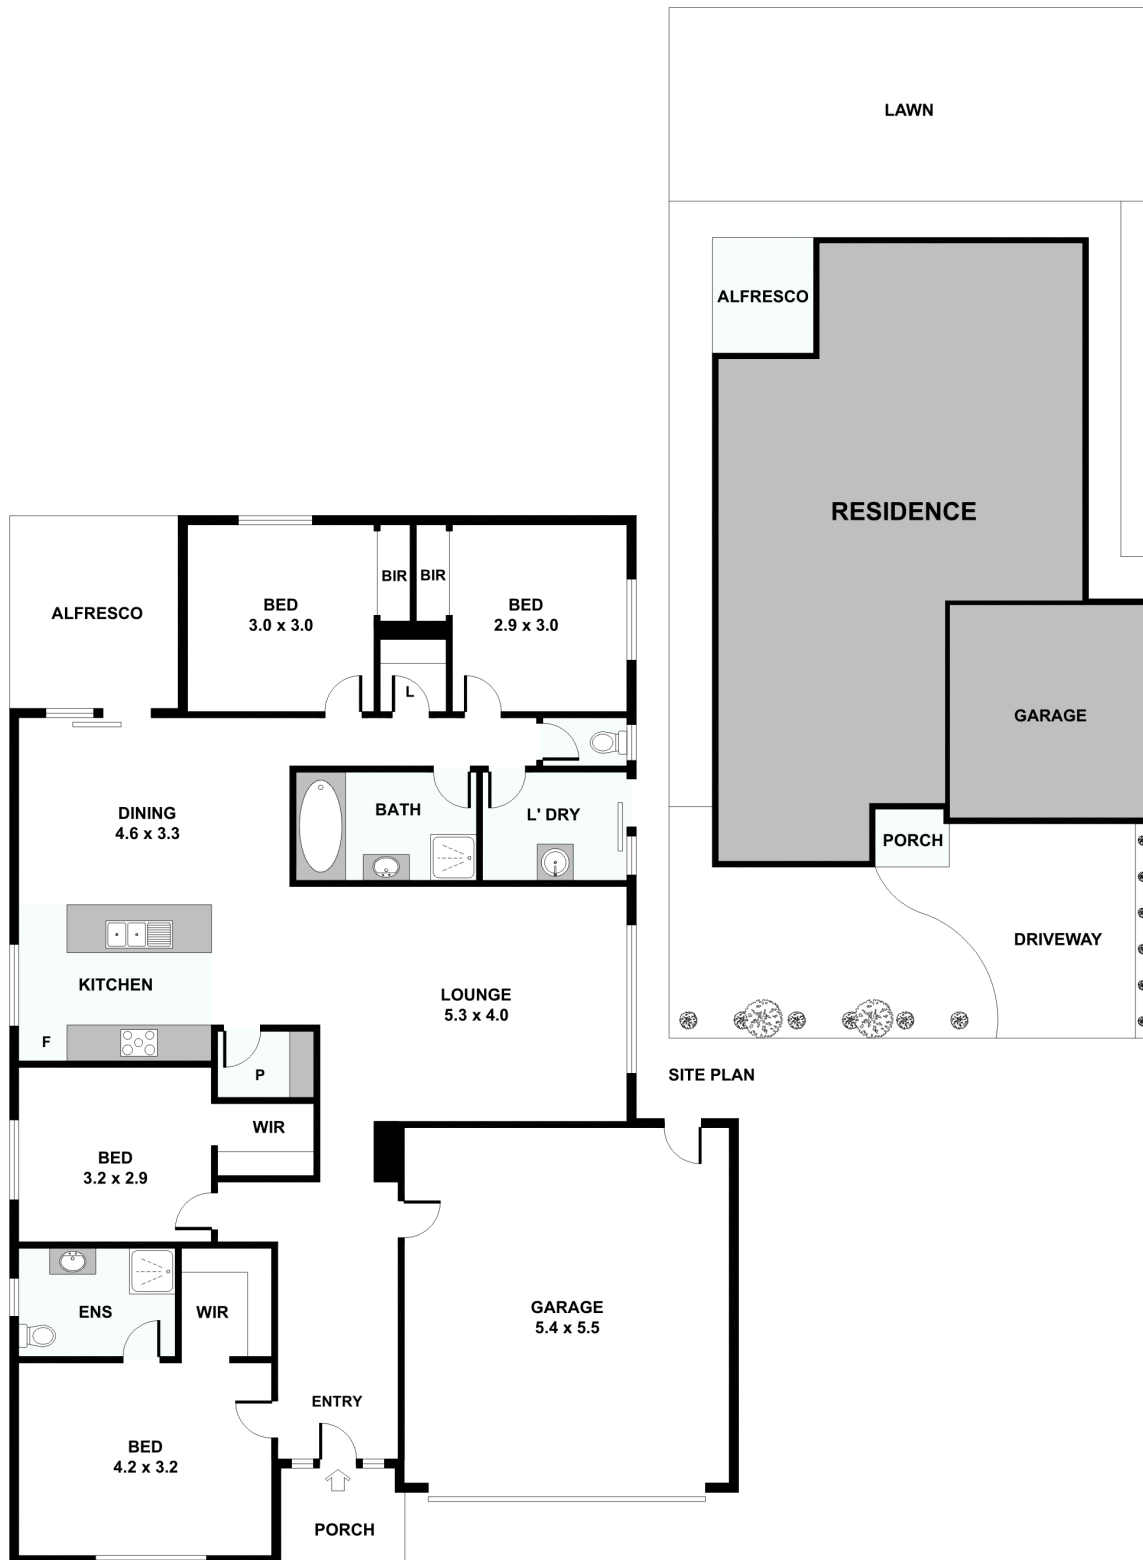 LAWN
ALFRESCO
RESIDENCE
GARAGE
PORCH
DRIVEWAY
SITE PLAN
ALFRESCO
BED
3.0 x 3.0
BIR
BIR
BED
2.9 x 3.0
L
DINING
4.6 x 3.3
BATH
L' DRY
KITCHEN
F
LOUNGE
5.3 x 4.0
P
WIR
BED
3.2 x 2.9
ENS
WIR
GARAGE
5.4 x 5.5
ENTRY
BED
4.2 x 3.2
PORCH